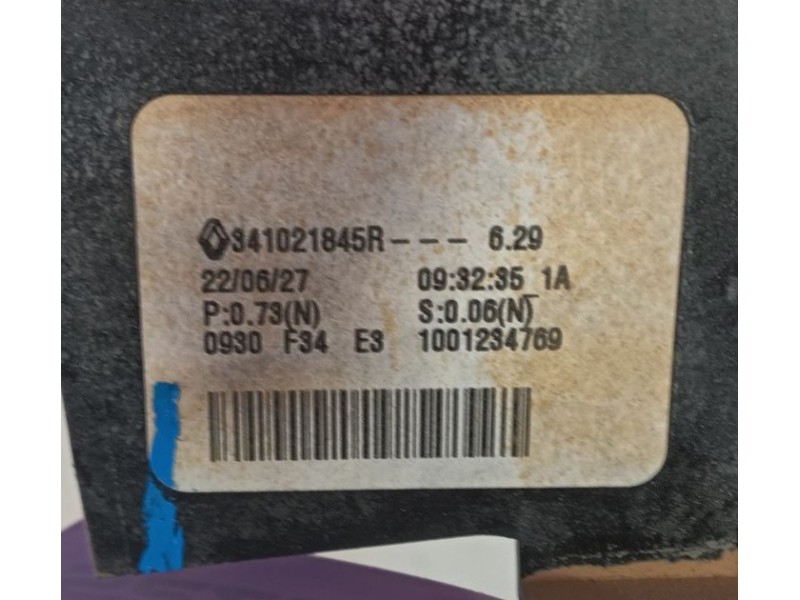 341021845R--- 6.29
22/06/27 09:32:35 1A
P:0.73(N) S:0.06(N)
0930 F34 E3 1001234769